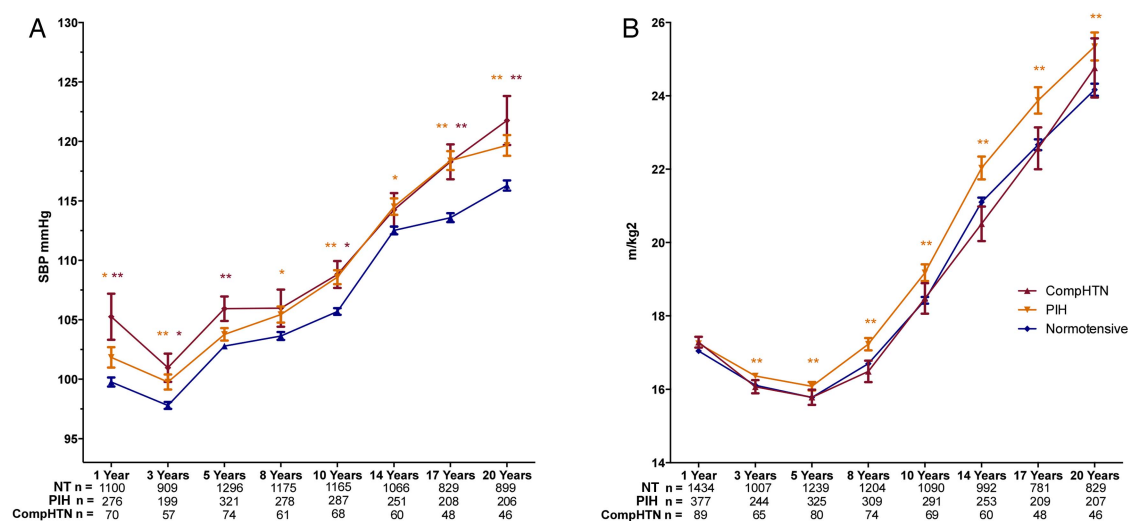 A
SBP mmHg
130
125
120
115
110
105
100
95
* **
** *
**
*
** *
*
** **
** **
1 Year 3 Years 5 Years 8 Years 10 Years 14 Years 17 Years 20 Years
NT n = 1100 909 1296 1175 1165 1066 829 899
PIH n = 276 199 321 278 287 251 208 206
CompHTN n = 70 57 74 61 68 60 48 46
B
m/kg2
26
24
22
20
18
16
14
**
**
**
**
**
**
**
CompHTN
PIH
Normotensive
1 Year 3 Years 5 Years 8 Years 10 Years 14 Years 17 Years 20 Years
NT n = 1434 1007 1239 1204 1090 992 781 829
PIH n = 377 244 325 309 291 253 209 207
CompHTN n = 89 65 80 74 69 60 48 46